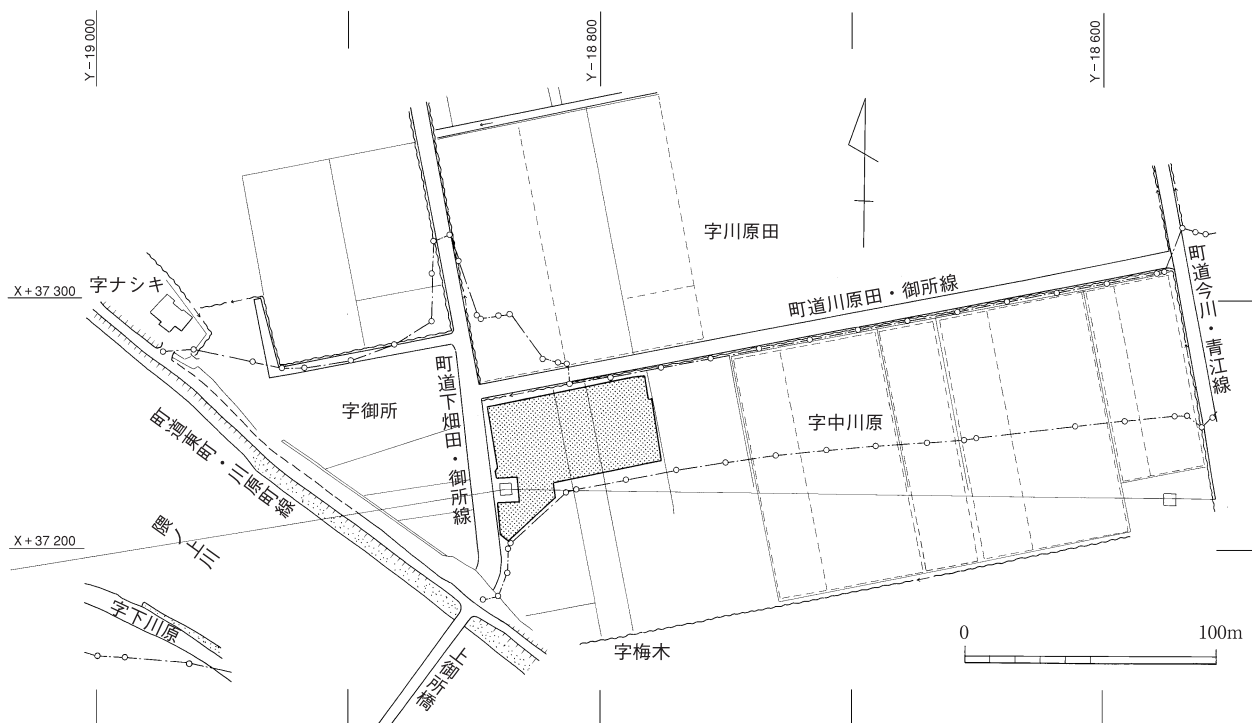 Y－19 000
Y－18 800
Y－18 600
字川原田
字ナシキ
町道今川・青江線
X＋37 300
町道川原田・御所線
町道下畑田・御所線
字御所
字中川原
町道東町・川原町線
隈ノ上川
X＋37 200
字下川原
0
100m
字梅木
上御所橋